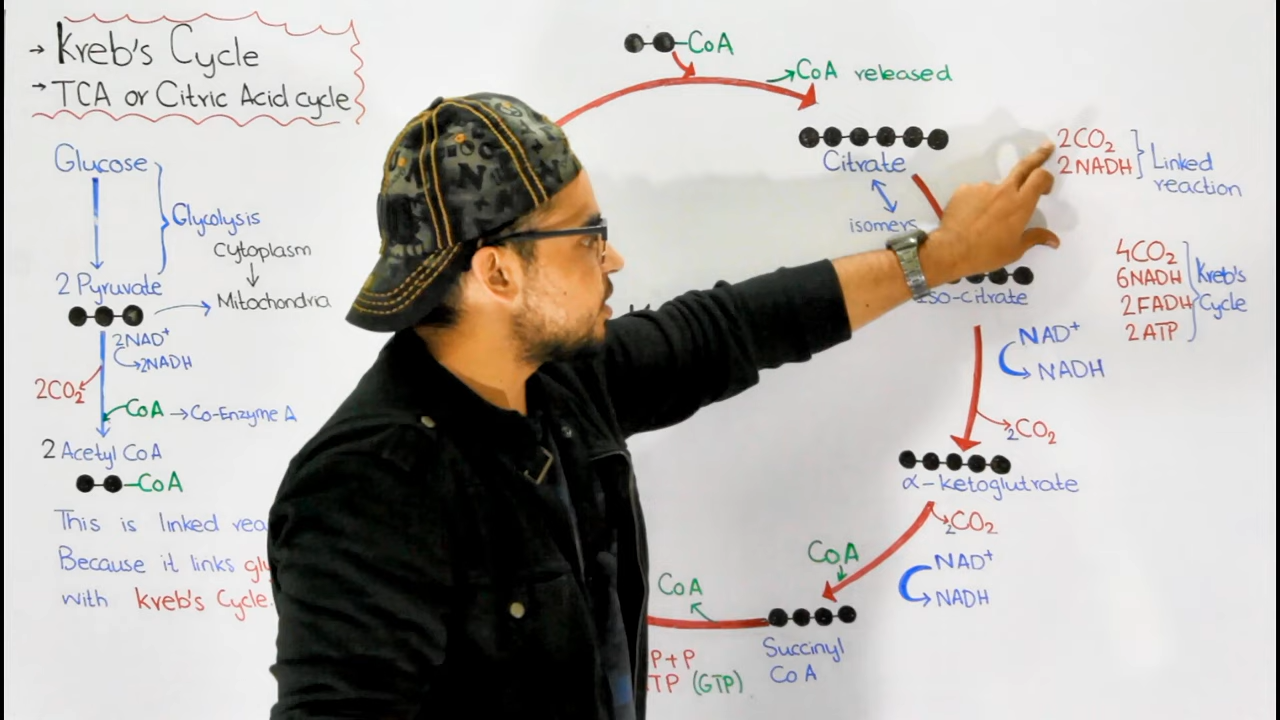 → Kreb's Cycle
→ TCA or Citric Acid cycle
Glucose
Glycolysis
Cytoplasm
↓
2 Pyruvate → Mitochondria
2NAD⁺
→2NADH
2CO₂
CoA → Co-Enzyme A
2 Acetyl CoA
-CoA
This is linked
Because it links
with Kreb's Cycle.
-CoA
→ CoA released
Citrate
isomers
Iso-citrate
2CO₂
2NADH
Linked
reaction
4CO₂
6NADH
2FADH
2ATP
Kreb's
Cycle
NAD⁺
NADH
2CO₂
α-ketoglutrate
2CO₂
NAD⁺
NADH
CoA
Succinyl
CoA
CoA
P+P
TP (GTP)